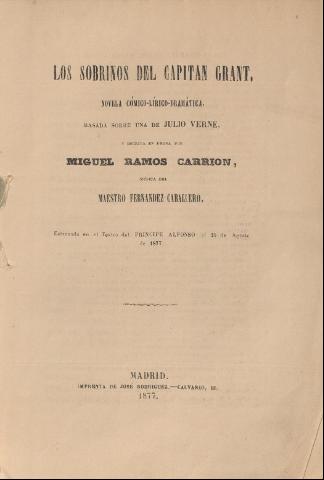 LOS SOBRINOS DEL CAPITAN GRANT,
NOVELA CÓMICO-LÍRICO-DRAMÁTICA,
BASADA SOBRE UNA DE JULIO VERNE,
Y ESCRITA EN PROSA POR
MIGUEL RAMOS CARRION,
MÚSICA DEL
MAESTRO FERNANDEZ CABALLERO.
Estrenada en el Teatro del PRÍNCIPE ALFONSO el 25 de Agosto
de 1877.
MADRID.
IMPRENTA DE JOSÉ RODRIGUEZ.—CALVARIO, 18.
1877.